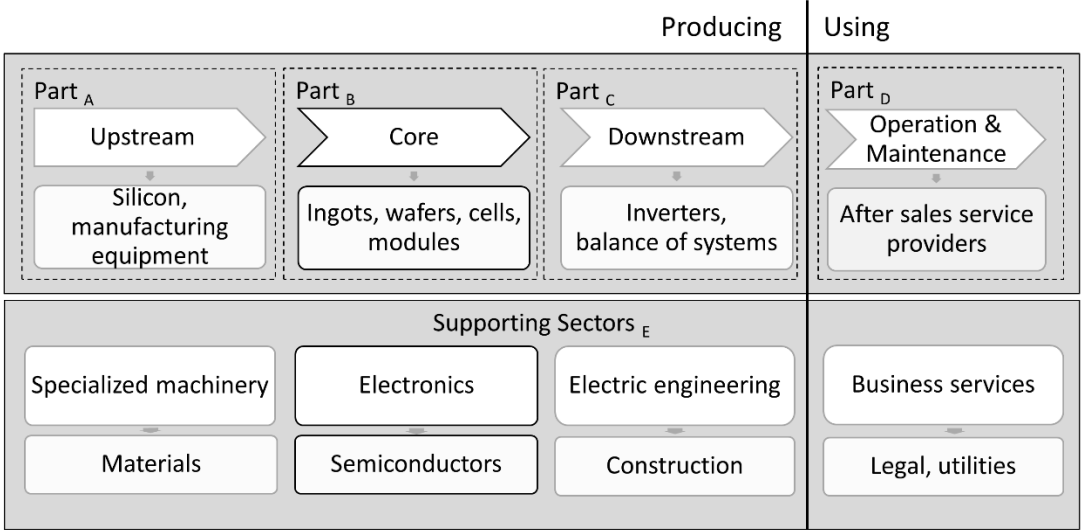 Producing
Using
Part A
Upstream
Silicon,
manufacturing
equipment
Part B
Core
Ingots, wafers, cells,
modules
Part C
Downstream
Inverters,
balance of systems
Part D
Operation &
Maintenance
After sales service
providers
Supporting Sectors E
Specialized machinery
Materials
Electronics
Semiconductors
Electric engineering
Construction
Business services
Legal, utilities